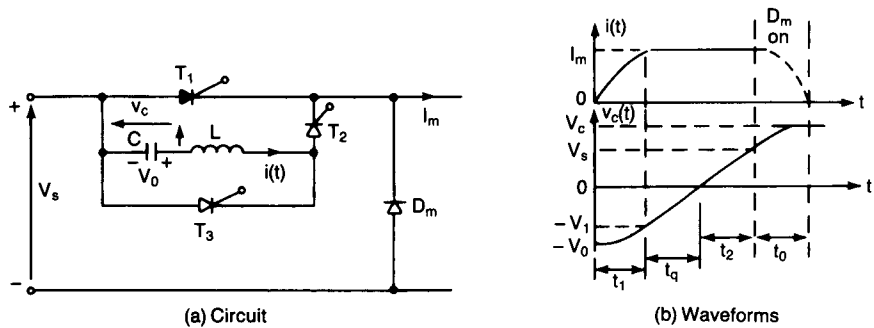 T1
+
vc
Im
T2
C
L
- V0 +
i(t)
Vs
T3
Dm
-
(a) Circuit
i(t)
Dm
on
Im
t
vc(t)
Vc
Vs
0
t
- V1
- V0
t1
tq
t2
t0
(b) Waveforms